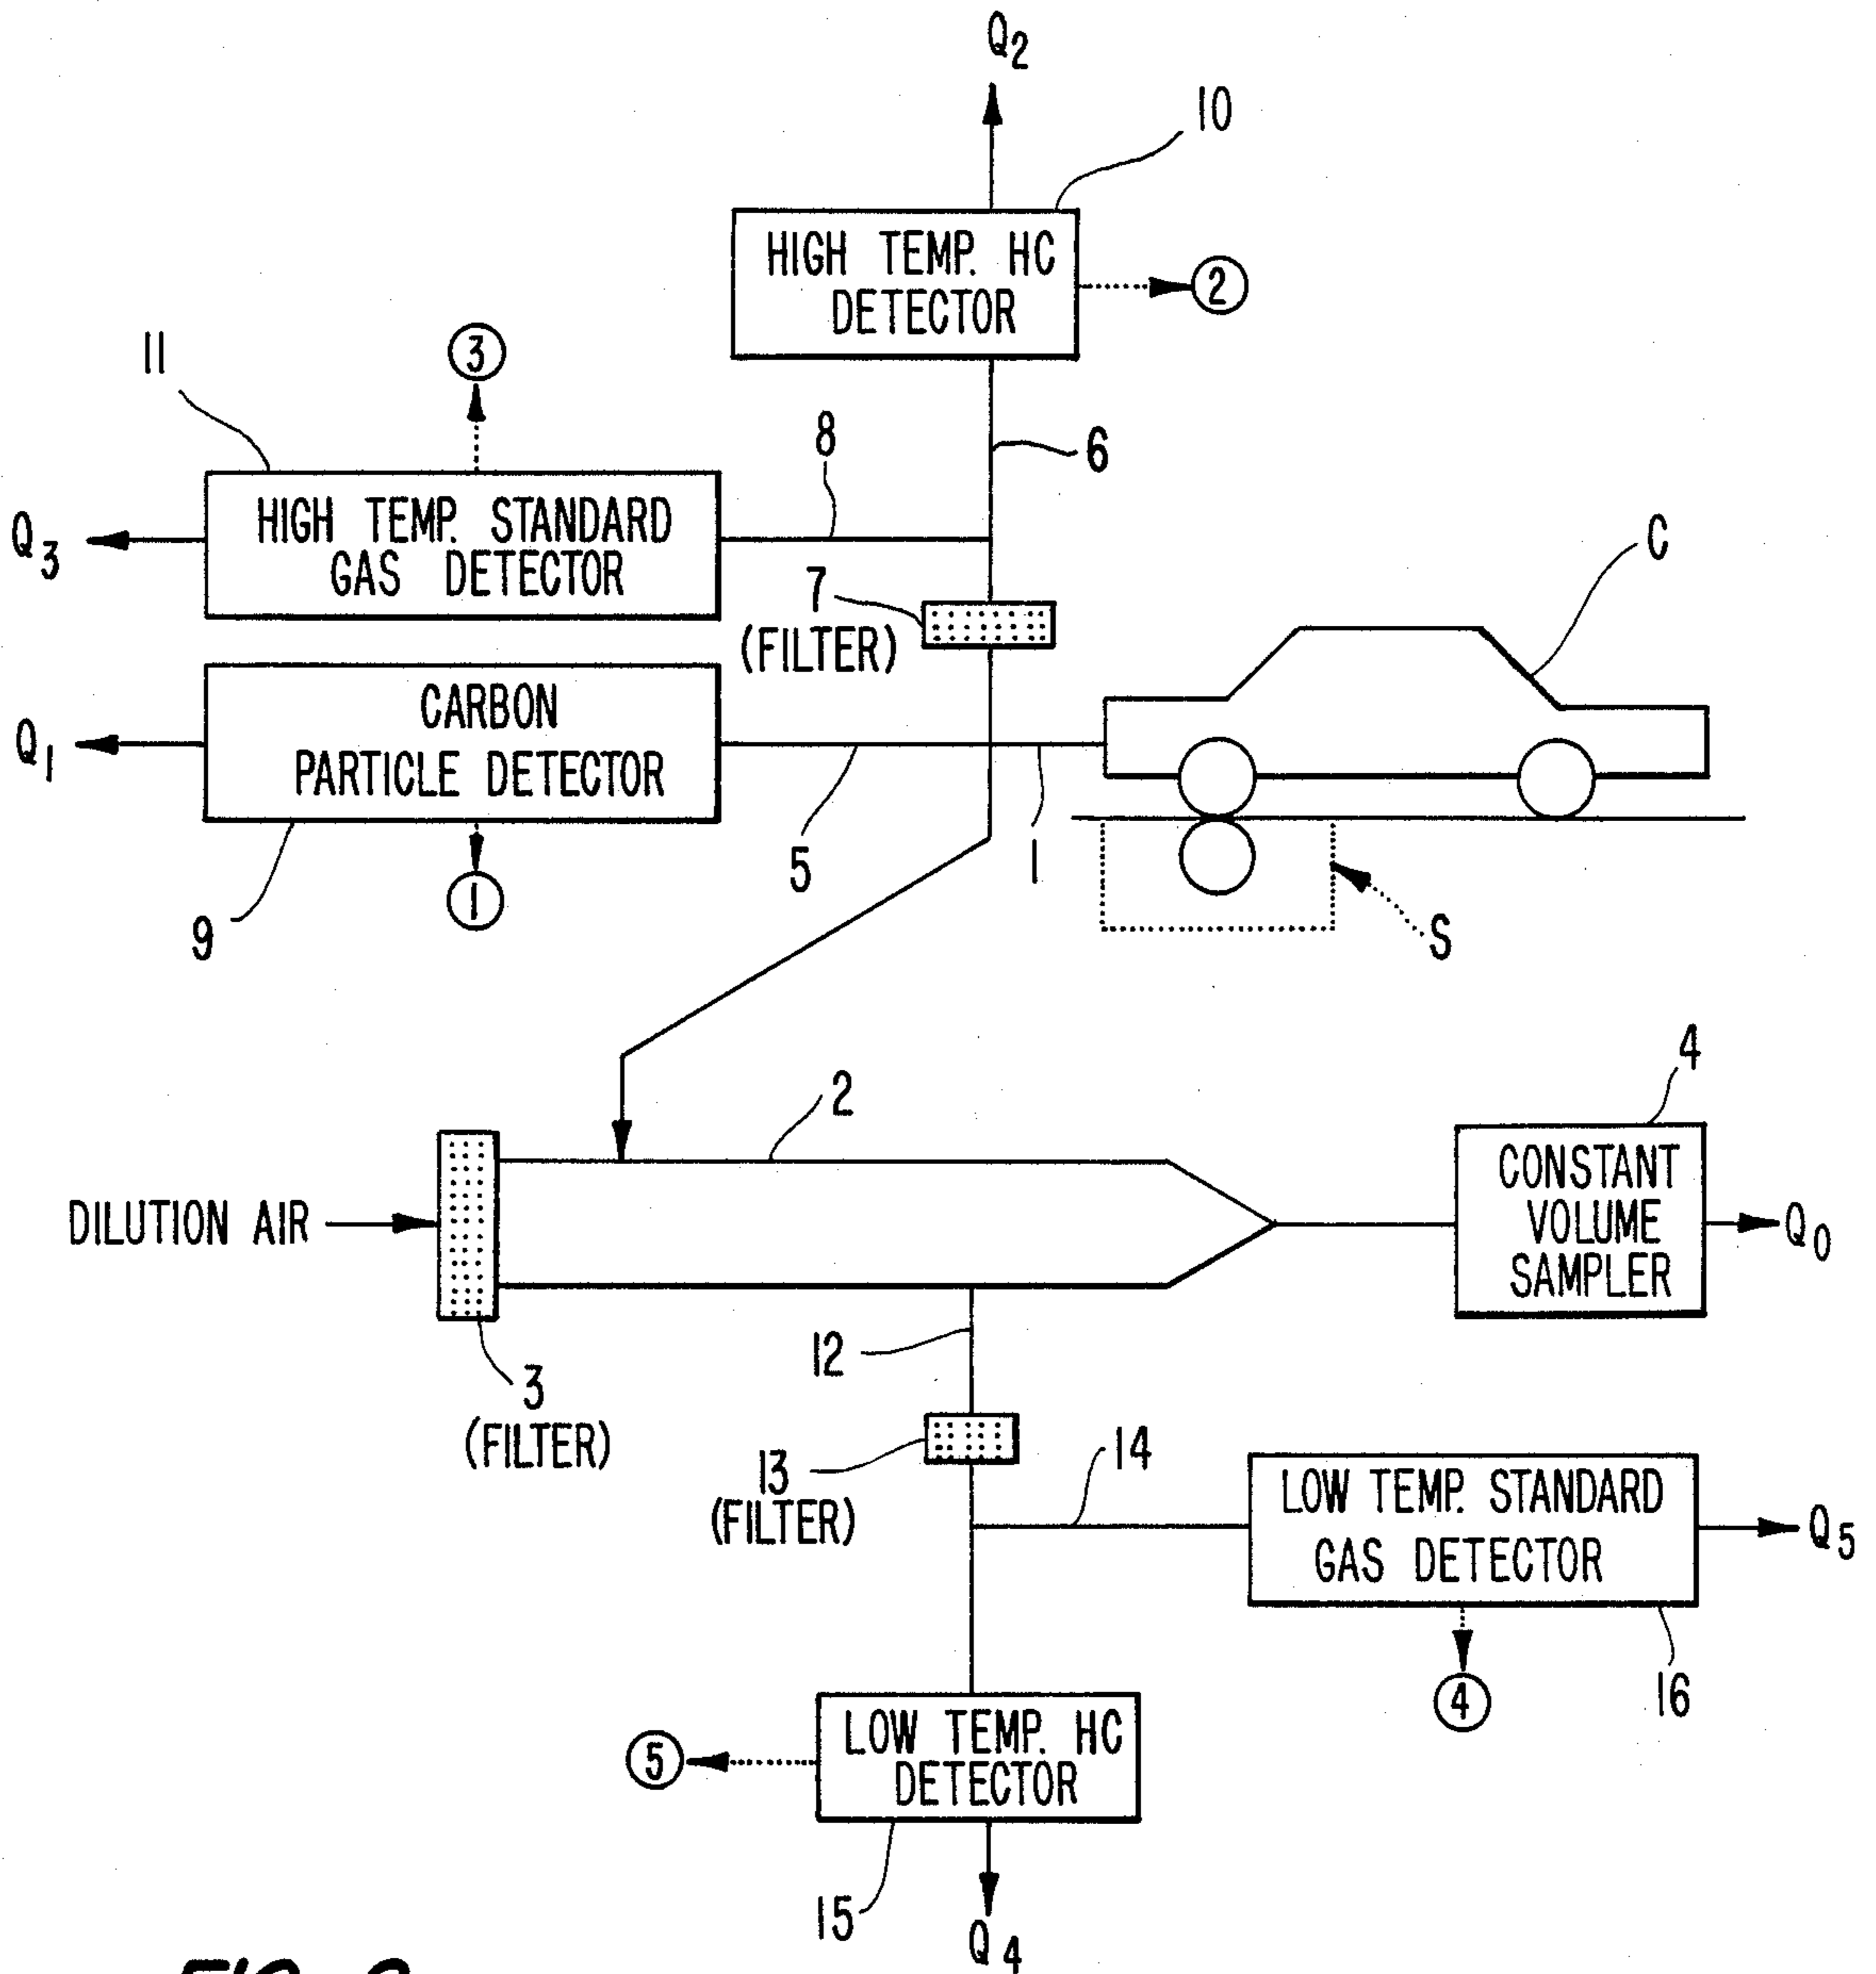 Q2
10
HIGH TEMP. HC
DETECTOR
2
11
3
8
6
HIGH TEMP. STANDARD
GAS DETECTOR
Q3
C
7
(FILTER)
CARBON
PARTICLE DETECTOR
Q1
5
1
9
1
S
4
2
CONSTANT
VOLUME
SAMPLER
DILUTION AIR
Q0
12
3
(FILTER)
13
(FILTER)
14
LOW TEMP. STANDARD
GAS DETECTOR
Q5
4
16
LOW TEMP. HC
DETECTOR
5
15
Q4